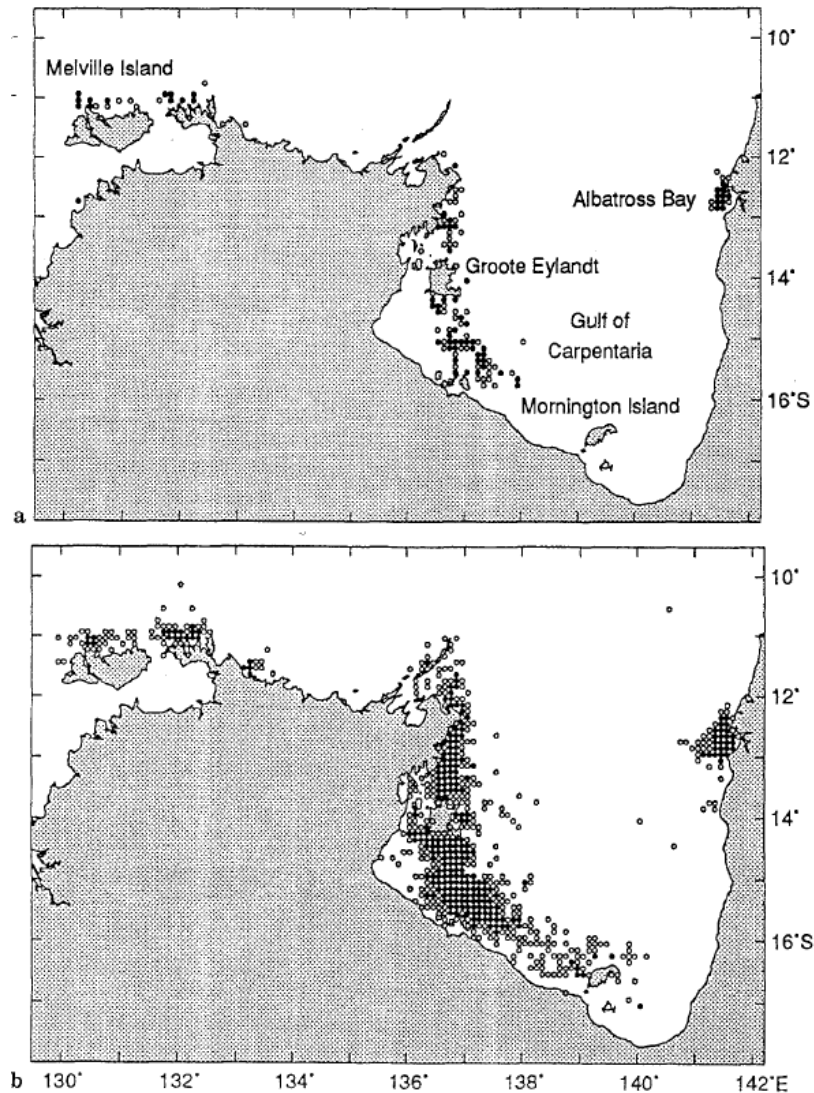 10°
Melville Island
12°
Albatross Bay
Groote Eylandt
14°
Gulf of
Carpentaria
16°S
Mornington Island
a
10°
12°
14°
16°S
b
130° 132° 134° 136° 138° 140° 142°E